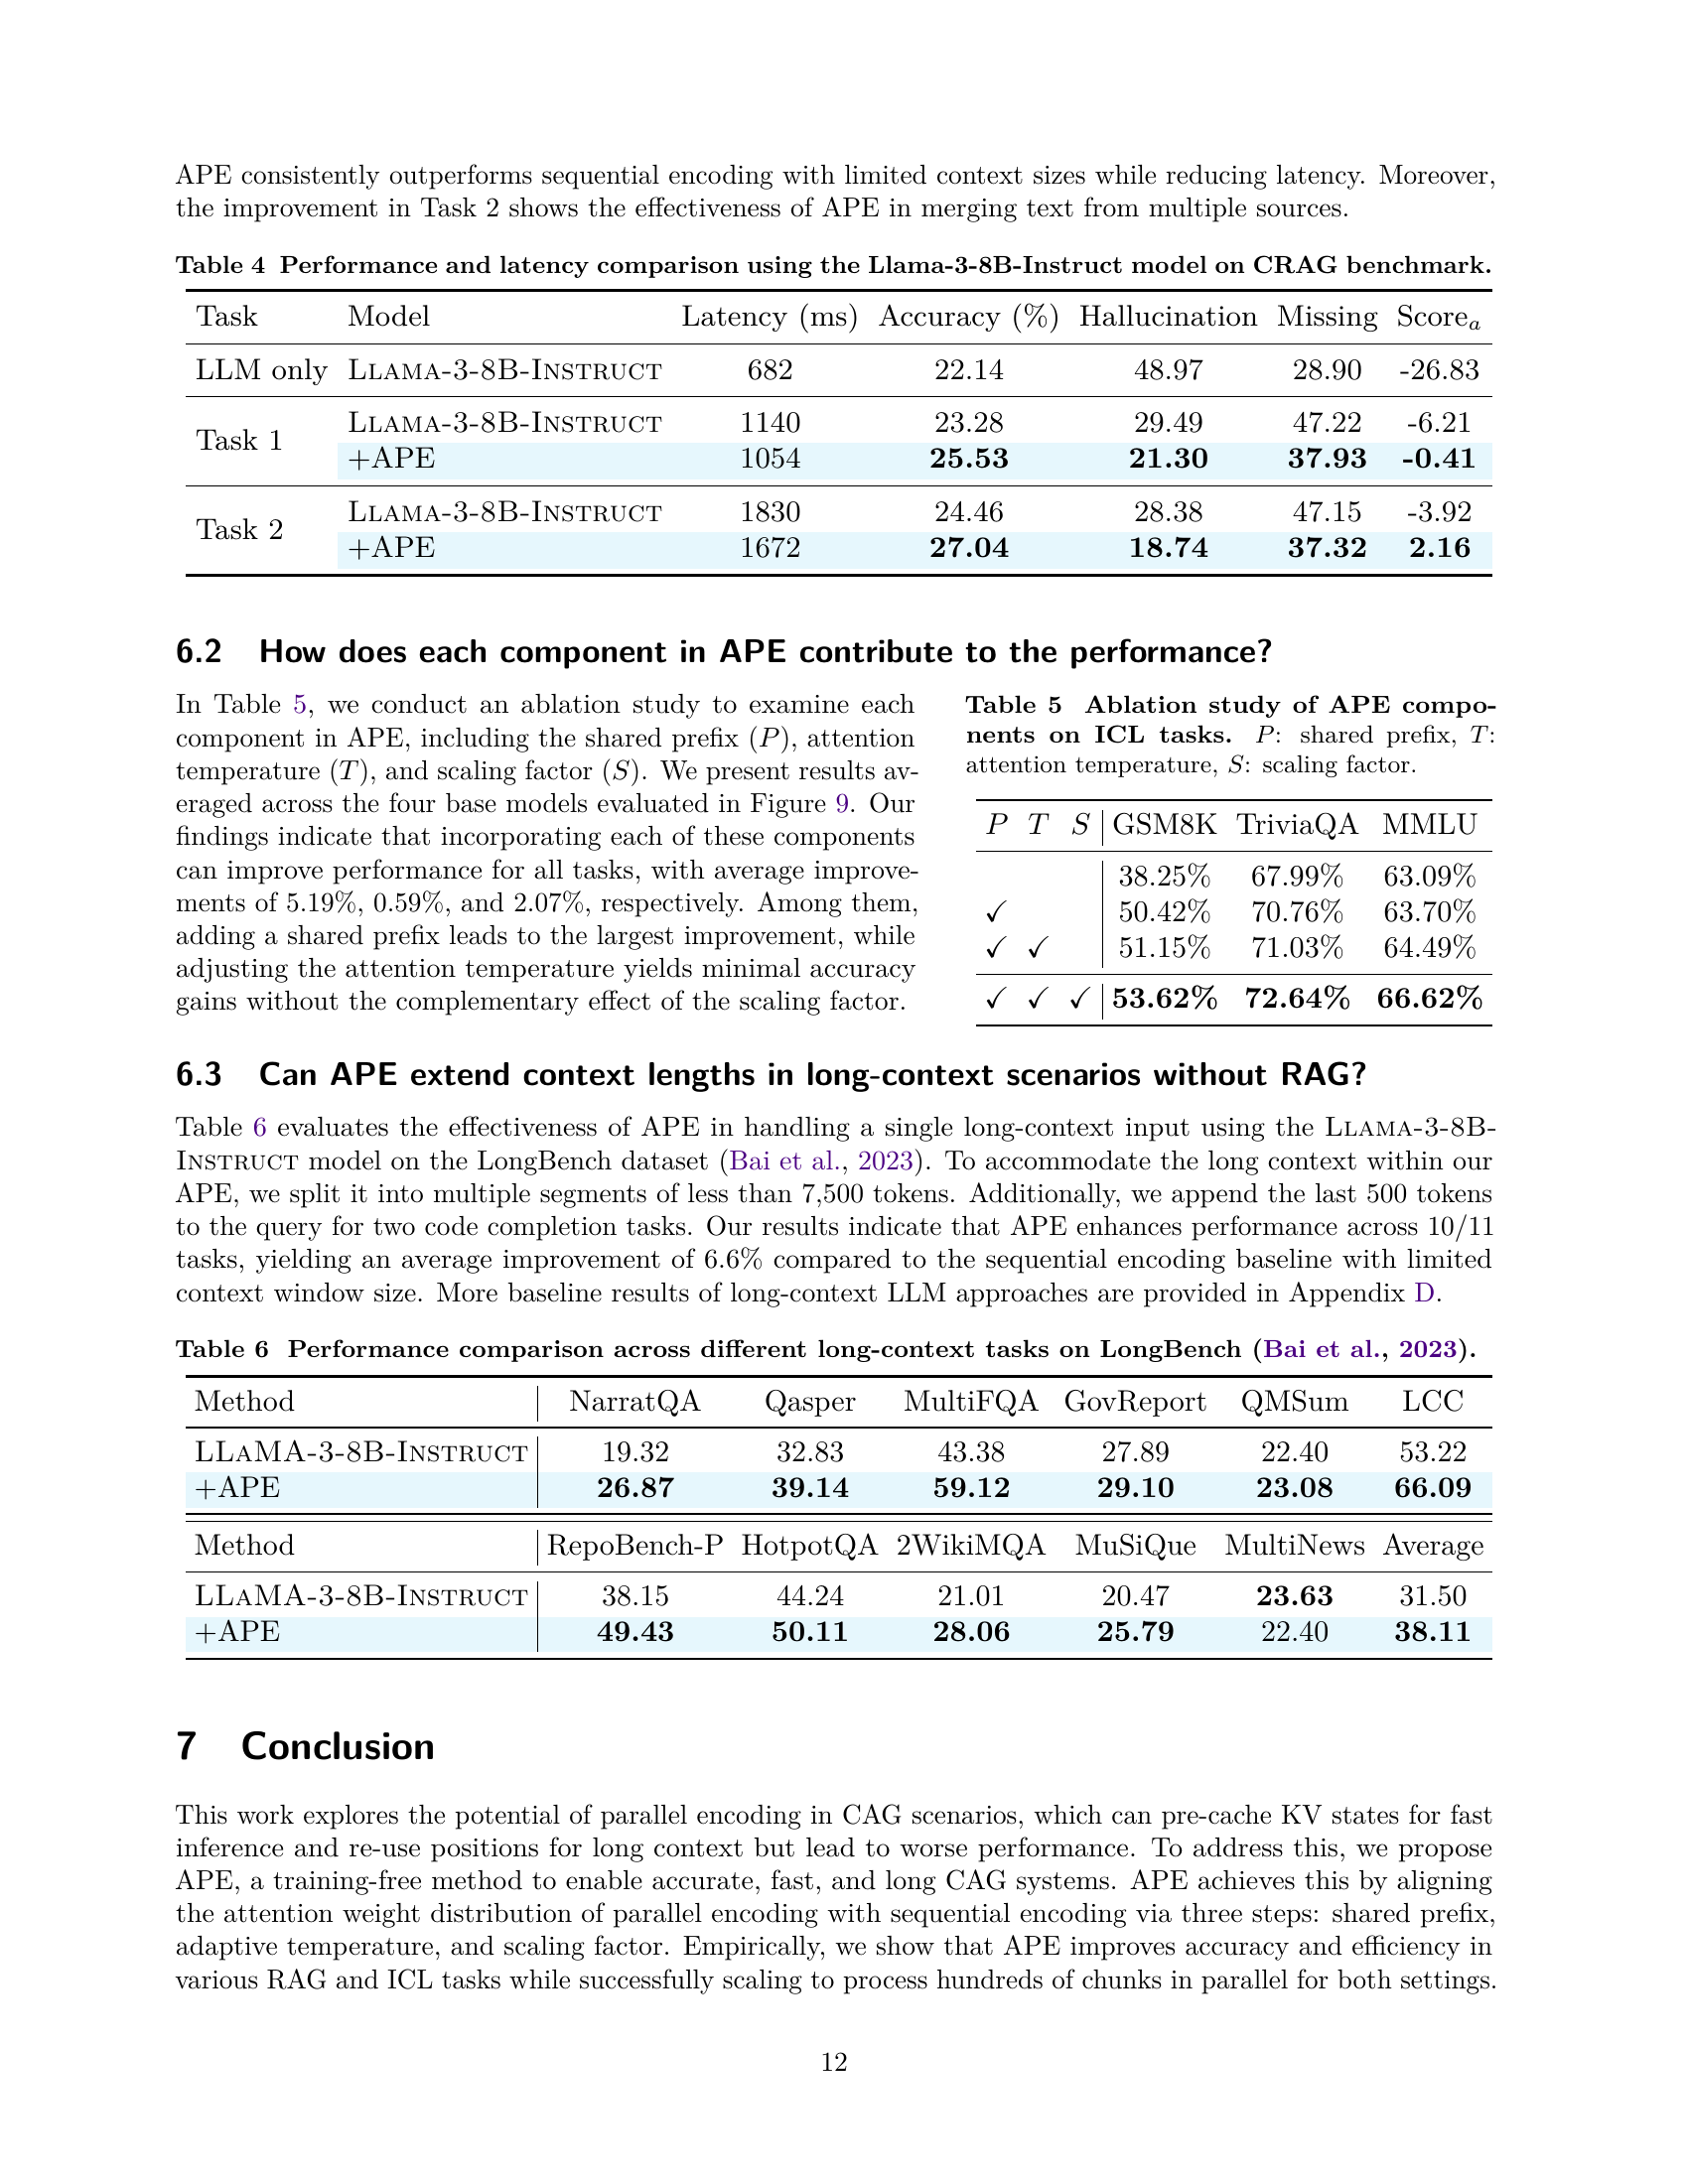 APE consistently outperforms sequential encoding with limited context sizes while reducing latency. Moreover,
the improvement in Task 2 shows the effectiveness of APE in merging text from multiple sources.
Table 4 Performance and latency comparison using the Llama-3-8B-Instruct model on CRAG benchmark.
Task Model Latency (ms) Accuracy (%) Hallucination Missing Scoreₐ
LLM only LLAMA-3-8B-INSTRUCT 682 22.14 48.97 28.90 -26.83
Task 1 LLAMA-3-8B-INSTRUCT 1140 23.28 29.49 47.22 -6.21
+APE 1054 25.53 21.30 37.93 -0.41
Task 2 LLAMA-3-8B-INSTRUCT 1830 24.46 28.38 47.15 -3.92
+APE 1672 27.04 18.74 37.32 2.16
6.2 How does each component in APE contribute to the performance?
In Table 5, we conduct an ablation study to examine each
component in APE, including the shared prefix (P), attention
temperature (T), and scaling factor (S). We present results av-
eraged across the four base models evaluated in Figure 9. Our
findings indicate that incorporating each of these components
can improve performance for all tasks, with average improve-
ments of 5.19%, 0.59%, and 2.07%, respectively. Among them,
adding a shared prefix leads to the largest improvement, while
adjusting the attention temperature yields minimal accuracy
gains without the complementary effect of the scaling factor.
Table 5 Ablation study of APE compo-
nents on ICL tasks. P: shared prefix, T:
attention temperature, S: scaling factor.
P T S GSM8K TriviaQA MMLU
38.25% 67.99% 63.09%
✓ 50.42% 70.76% 63.70%
✓ ✓ 51.15% 71.03% 64.49%
✓ ✓ ✓ 53.62% 72.64% 66.62%
6.3 Can APE extend context lengths in long-context scenarios without RAG?
Table 6 evaluates the effectiveness of APE in handling a single long-context input using the LLAMA-3-8B-
INSTRUCT model on the LongBench dataset (Bai et al., 2023). To accommodate the long context within our
APE, we split it into multiple segments of less than 7,500 tokens. Additionally, we append the last 500 tokens
to the query for two code completion tasks. Our results indicate that APE enhances performance across 10/11
tasks, yielding an average improvement of 6.6% compared to the sequential encoding baseline with limited
context window size. More baseline results of long-context LLM approaches are provided in Appendix D.
Table 6 Performance comparison across different long-context tasks on LongBench (Bai et al., 2023).
Method NarratQA Qasper MultiFQA GovReport QMSum LCC
LLaMA-3-8B-INSTRUCT 19.32 32.83 43.38 27.89 22.40 53.22
+APE 26.87 39.14 59.12 29.10 23.08 66.09
Method RepoBench-P HotpotQA 2WikiMQA MuSiQue MultiNews Average
LLaMA-3-8B-INSTRUCT 38.15 44.24 21.01 20.47 23.63 31.50
+APE 49.43 50.11 28.06 25.79 22.40 38.11
7 Conclusion
This work explores the potential of parallel encoding in CAG scenarios, which can pre-cache KV states for fast
inference and re-use positions for long context but lead to worse performance. To address this, we propose
APE, a training-free method to enable accurate, fast, and long CAG systems. APE achieves this by aligning
the attention weight distribution of parallel encoding with sequential encoding via three steps: shared prefix,
adaptive temperature, and scaling factor. Empirically, we show that APE improves accuracy and efficiency in
various RAG and ICL tasks while successfully scaling to process hundreds of chunks in parallel for both settings.
12